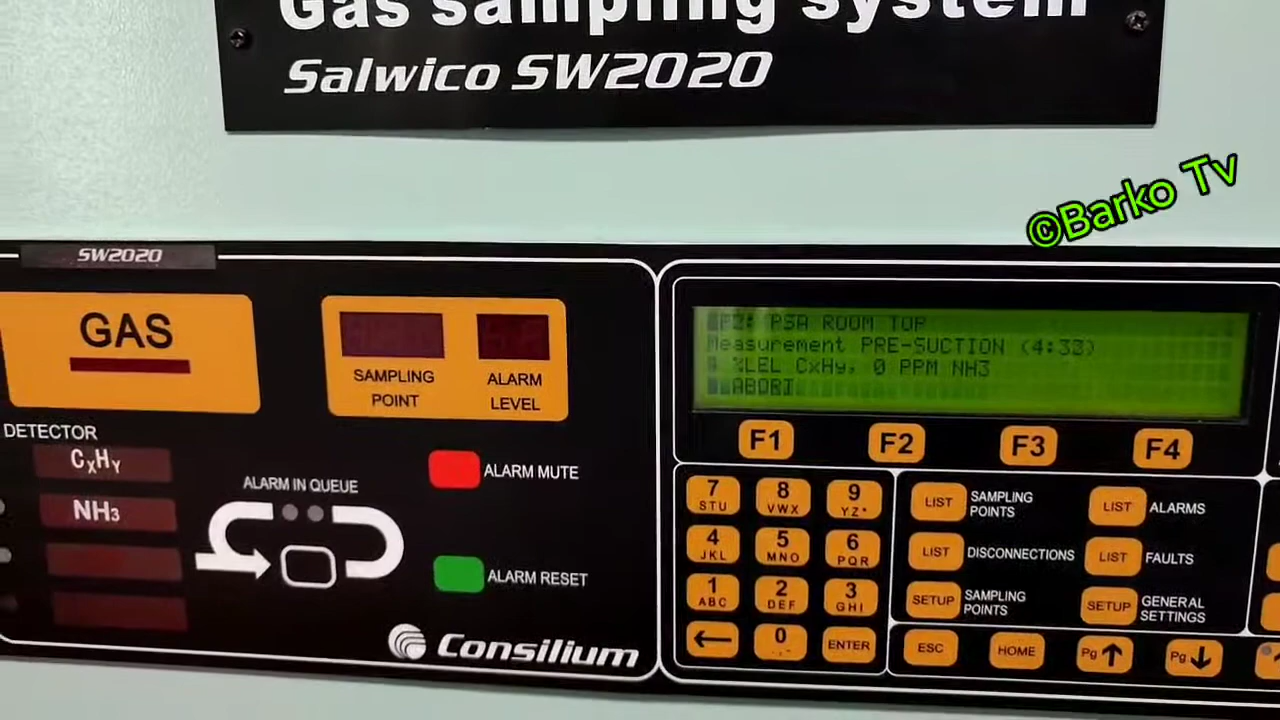 Gas sampling system
Salwico SW2020
©Barko Tv
SW2020
GAS
SAMPLING
POINT
ALARM
LEVEL
DETECTOR
CxHY
NH3
ALARM IN QUEUE
ALARM MUTE
ALARM RESET
Consilium
PSA ROOM TOP
Measurement PRE-SUCTION
%LEL CxHy, 0 PPM NH3
ABORT
F1 F2 F3 F4
7 8 9
STU VWX YZ*
4 5 6
JKL MNO PQR
1 2 3
ABC DEF GHI
← 0 ENTER
LIST SAMPLING
POINTS
LIST ALARMS
LIST DISCONNECTIONS
LIST FAULTS
SETUP SAMPLING
POINTS
SETUP GENERAL
SETTINGS
ESC HOME Pg↑ Pg↓